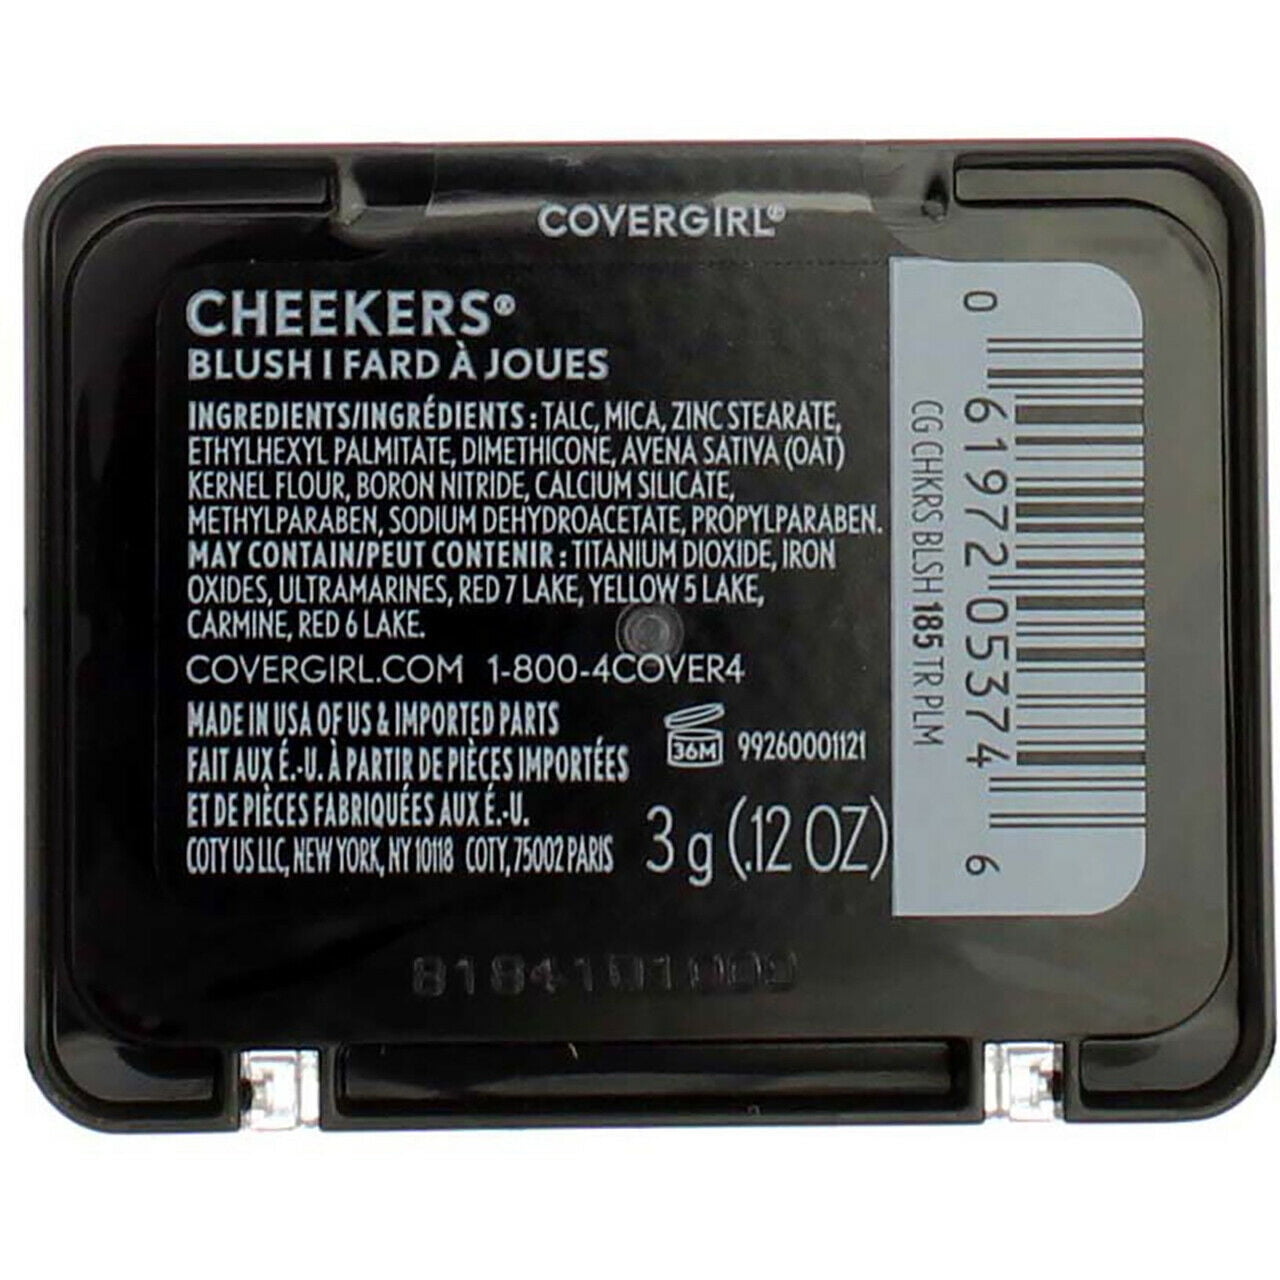 COVERGIRL®
CHEEKERS®
BLUSH I FARD À JOUES
INGREDIENTS/INGRÉDIENTS : TALC, MICA, ZINC STEARATE,
ETHYLHEXYL PALMITATE, DIMETHICONE, AVENA SATIVA (OAT)
KERNEL FLOUR, BORON NITRIDE, CALCIUM SILICATE,
METHYLPARABEN, SODIUM DEHYDROACETATE, PROPYLPARABEN.
MAY CONTAIN/PEUT CONTENIR : TITANIUM DIOXIDE, IRON
OXIDES, ULTRAMARINES, RED 7 LAKE, YELLOW 5 LAKE,
CARMINE, RED 6 LAKE.
COVERGIRL.COM 1-800-4COVER4
MADE IN USA OF US & IMPORTED PARTS
FAIT AUX É.-U. À PARTIR DE PIÈCES IMPORTÉES
ET DE PIÈCES FABRIQUÉES AUX É.-U.
COTY US LLC, NEW YORK, NY 10118 COTY, 75002 PARIS
36M 99260001121
3 g (.12 OZ)
0 61972 05374 6
CG CHKRS BLSH 185 TR PLM